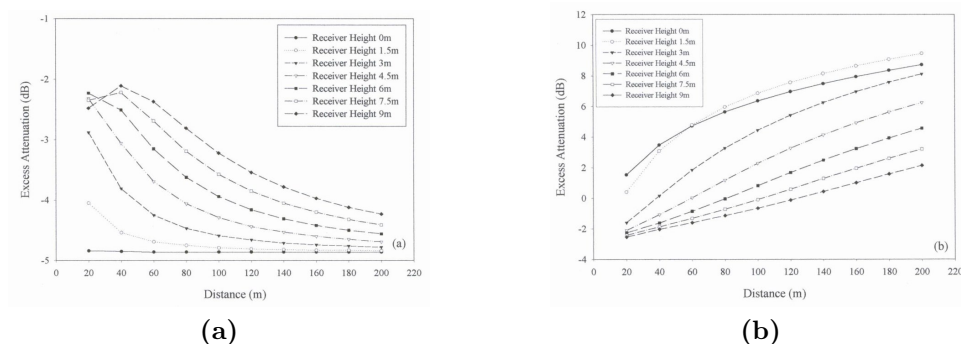 -1
-2
-3
-4
-5
0 20 40 60 80 100 120 140 160 180 200 220
Excess Attenuation (dB)
Distance (m)
Receiver Height 0m
Receiver Height 1.5m
Receiver Height 3m
Receiver Height 4.5m
Receiver Height 6m
Receiver Height 7.5m
Receiver Height 9m
(a)
(a)
12
10
8
6
4
2
0
-2
-4
0 20 40 60 80 100 120 140 160 180 200 220
Excess Attenuation (dB)
Distance (m)
Receiver Height 0m
Receiver Height 1.5m
Receiver Height 3m
Receiver Height 4.5m
Receiver Height 6m
Receiver Height 7.5m
Receiver Height 9m
(b)
(b)